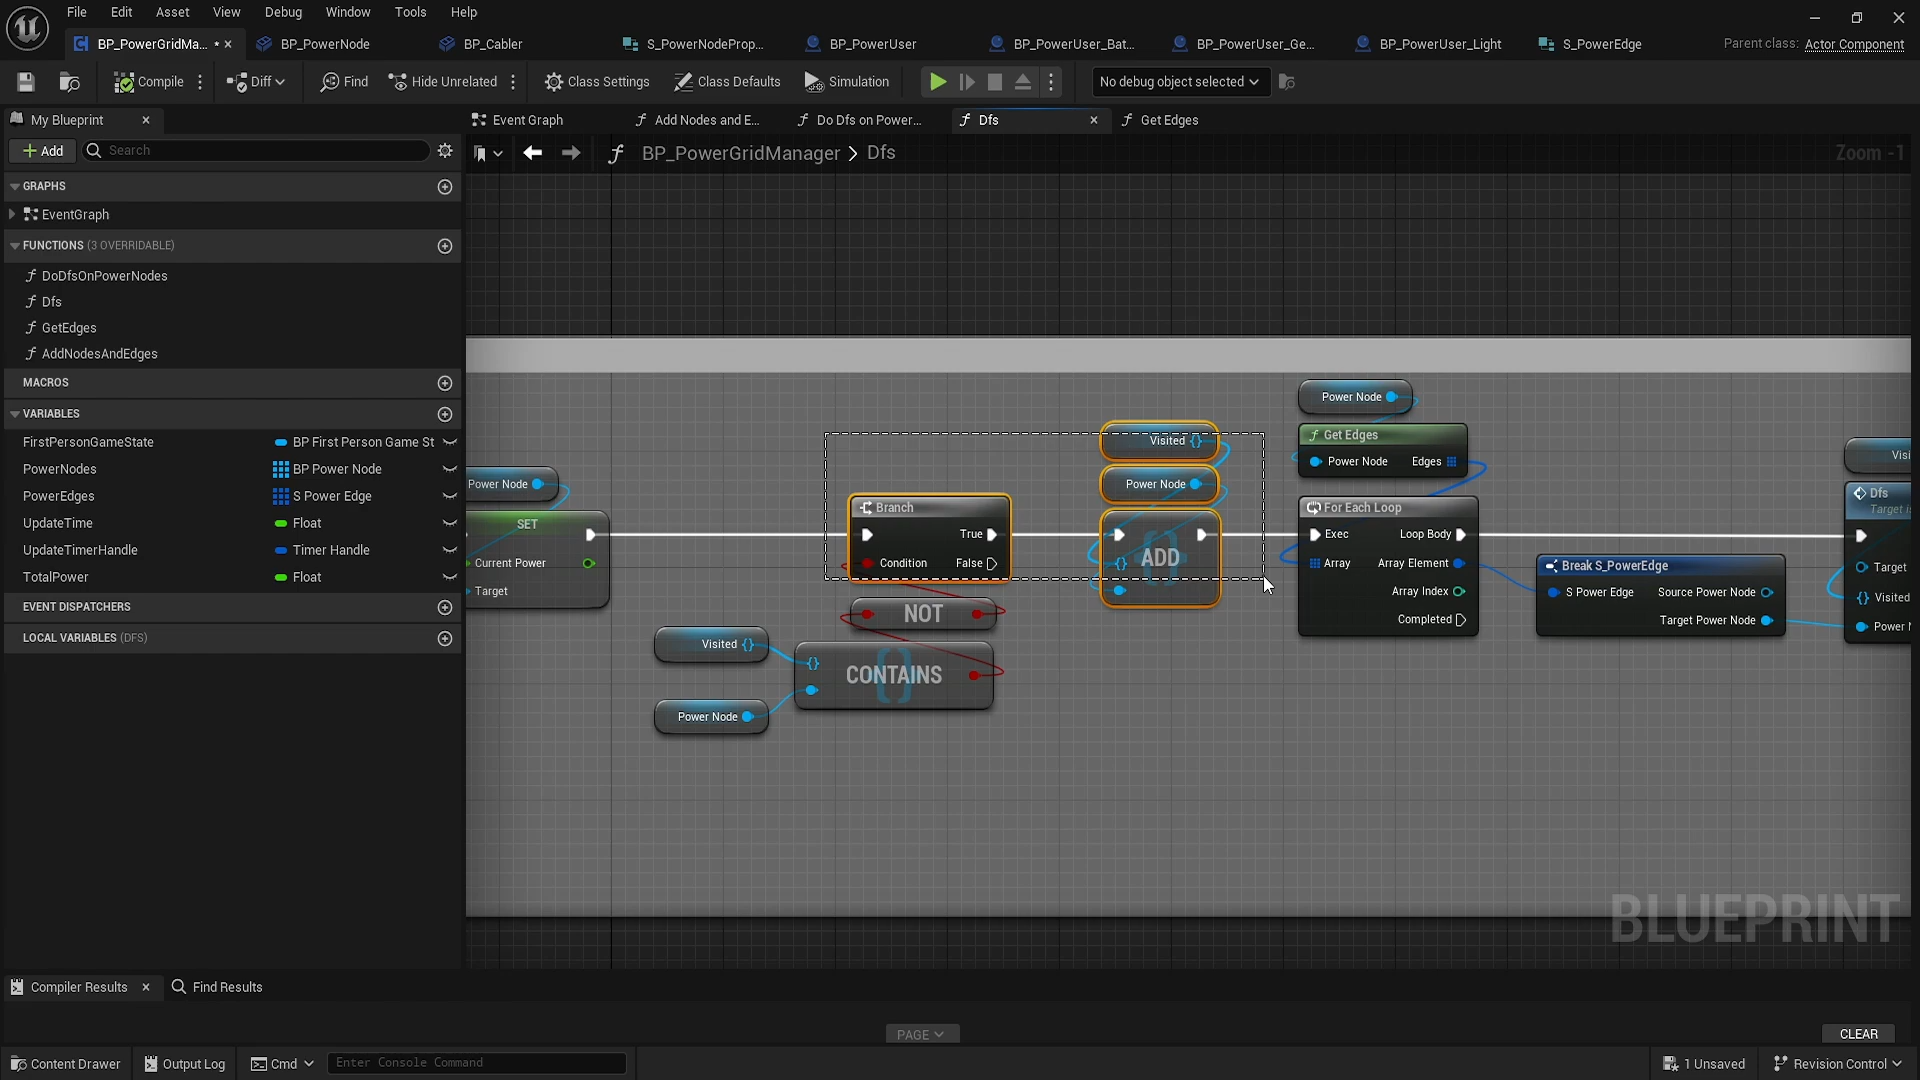 File Edit Asset View Debug Window Tools Help
BP_PowerGridMa... • BP_PowerNode BP_Cabler S_PowerNodeProp... BP_PowerUser BP_PowerUser_Bat... BP_PowerUser_Ge... BP_PowerUser_Light S_PowerEdge Parent class: Actor Component
Compile Diff Find Hide Unrelated Class Settings Class Defaults Simulation No debug object selected
My Blueprint
Event Graph Add Nodes and E... Do Dfs on Power... Dfs Get Edges
Add Search
BP_PowerGridManager > Dfs Zoom -1
GRAPHS
EventGraph
FUNCTIONS (3 OVERRIDABLE)
DoDfsOnPowerNodes
Dfs
GetEdges
AddNodesAndEdges
MACROS
VARIABLES
FirstPersonGameState BP First Person Game St
PowerNodes BP Power Node
PowerEdges S Power Edge
UpdateTime Float
UpdateTimerHandle Timer Handle
TotalPower Float
EVENT DISPATCHERS
LOCAL VARIABLES (DFS)
Power Node
SET
Current Power
Target
Branch
True
Condition False
NOT
Visited
CONTAINS
Power Node
Visited
Power Node
ADD
Power Node
Get Edges
Power Node Edges
For Each Loop
Exec Loop Body
Array Array Element
Array Index
Completed
Break S_PowerEdge
S Power Edge Source Power Node
Target Power Node
Visi
Dfs
Target i
Target
Visited
Power N
BLUEPRINT
Compiler Results Find Results
PAGE
CLEAR
Content Drawer Output Log Cmd Enter Console Command 1 Unsaved Revision Control